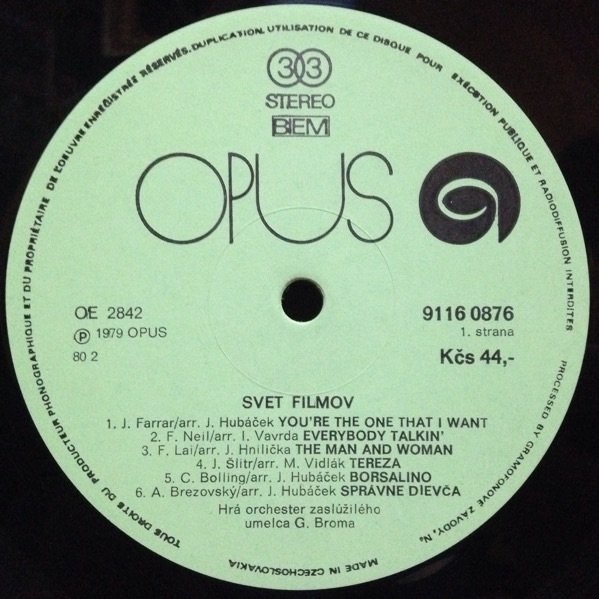 TOUS DROITS DU PRODUCTEUR PHONOGRAPHIQUE ET DU PROPRIÉTAIRE DE L'OEUVRE ENREGISTRÉE RÉSERVÉS. DUPLICATION, UTILISATION DE CE DISQUE POUR EXÉCUTION PUBLIQUE ET RADIODIFFUSION INTERDITES
33
STEREO
BIEM
OPUS
OE 2842
℗ 1979 OPUS
80 2
9116 0876
1. strana
Kčs 44,-
SVET FILMOV
1. J. Farrar/arr. J. Hubáček YOU'RE THE ONE THAT I WANT
2. F. Neil/arr. I. Vavrda EVERYBODY TALKIN'
3. F. Lai/arr. J. Hnilička THE MAN AND WOMAN
4. J. Šlitr/arr. M. Vidlák TEREZA
5. C. Bolling/arr. J. Hubáček BORSALINO
6. A. Brezovský/arr. J. Hubáček SPRÁVNE DIEVČA
Hrá orchester zaslúžilého
umelca G. Broma
PROCESSED BY GRAMOFONOVÉ ZÁVODY, N.
MADE IN CZECHOSLOVAKIA